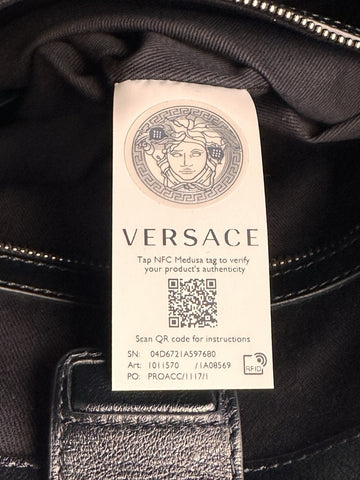 VERSACE
Tap NFC Medusa tag to verify
your product's authenticity
Scan QR code for instructions
SN: 04D6721A597680
Art: 1011570 /1A08569
PO: PROACC/1117/1
RFID